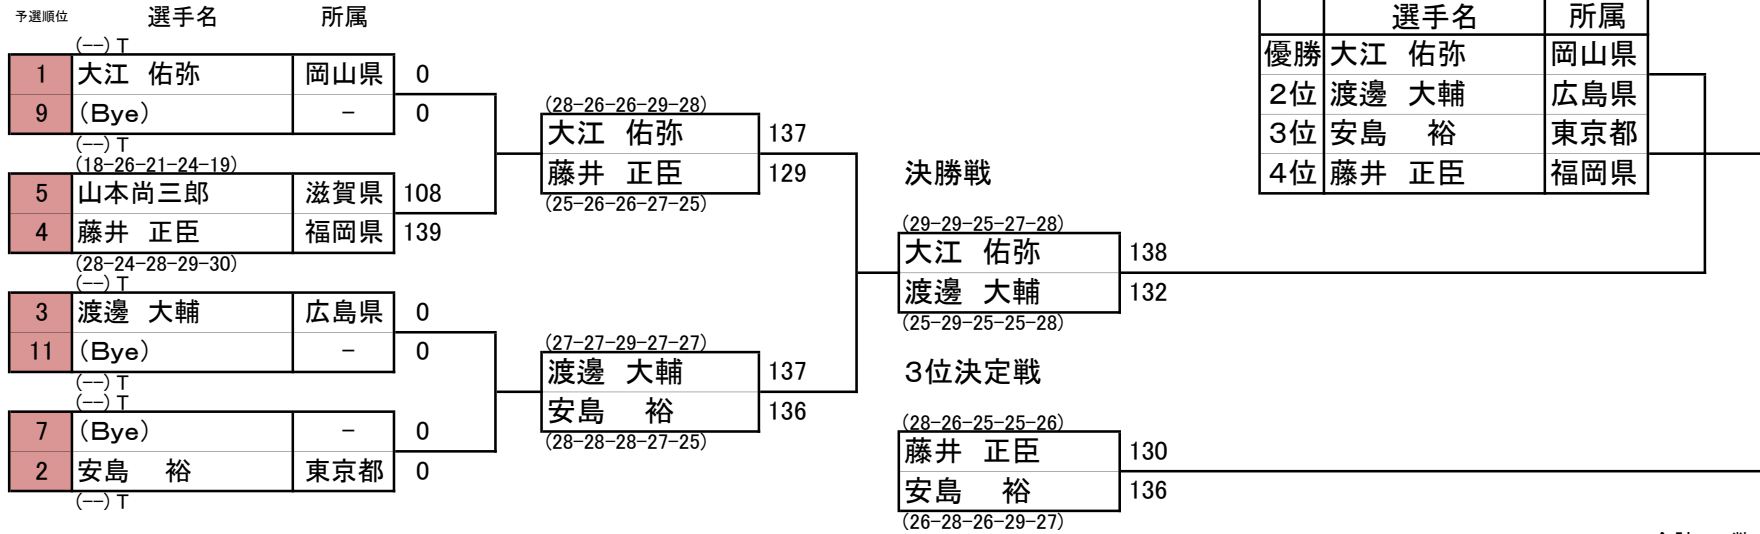 予選順位 選手名 所属
(--) T
1 大江 佑弥 岡山県 0
9 (Bye) - 0
(--) T
(18-26-21-24-19)
5 山本尚三郎 滋賀県 108
4 藤井 正臣 福岡県 139
(28-24-28-29-30)
(--) T
3 渡邊 大輔 広島県 0
11 (Bye) - 0
(--) T
(--) T
7 (Bye) - 0
2 安島 裕 東京都 0
(--) T
(28-26-26-29-28)
大江 佑弥 137
藤井 正臣 129
(25-26-26-27-25)
(27-27-29-27-27)
渡邊 大輔 137
安島 裕 136
(28-28-28-27-25)
決勝戦
(29-29-25-27-28)
大江 佑弥 138
渡邊 大輔 132
(25-29-25-25-28)
3位決定戦
(28-26-25-25-26)
藤井 正臣 130
安島 裕 136
(26-28-26-29-27)
選手名 所属
優勝 大江 佑弥 岡山県
2位 渡邊 大輔 広島県
3位 安島 裕 東京都
4位 藤井 正臣 福岡県